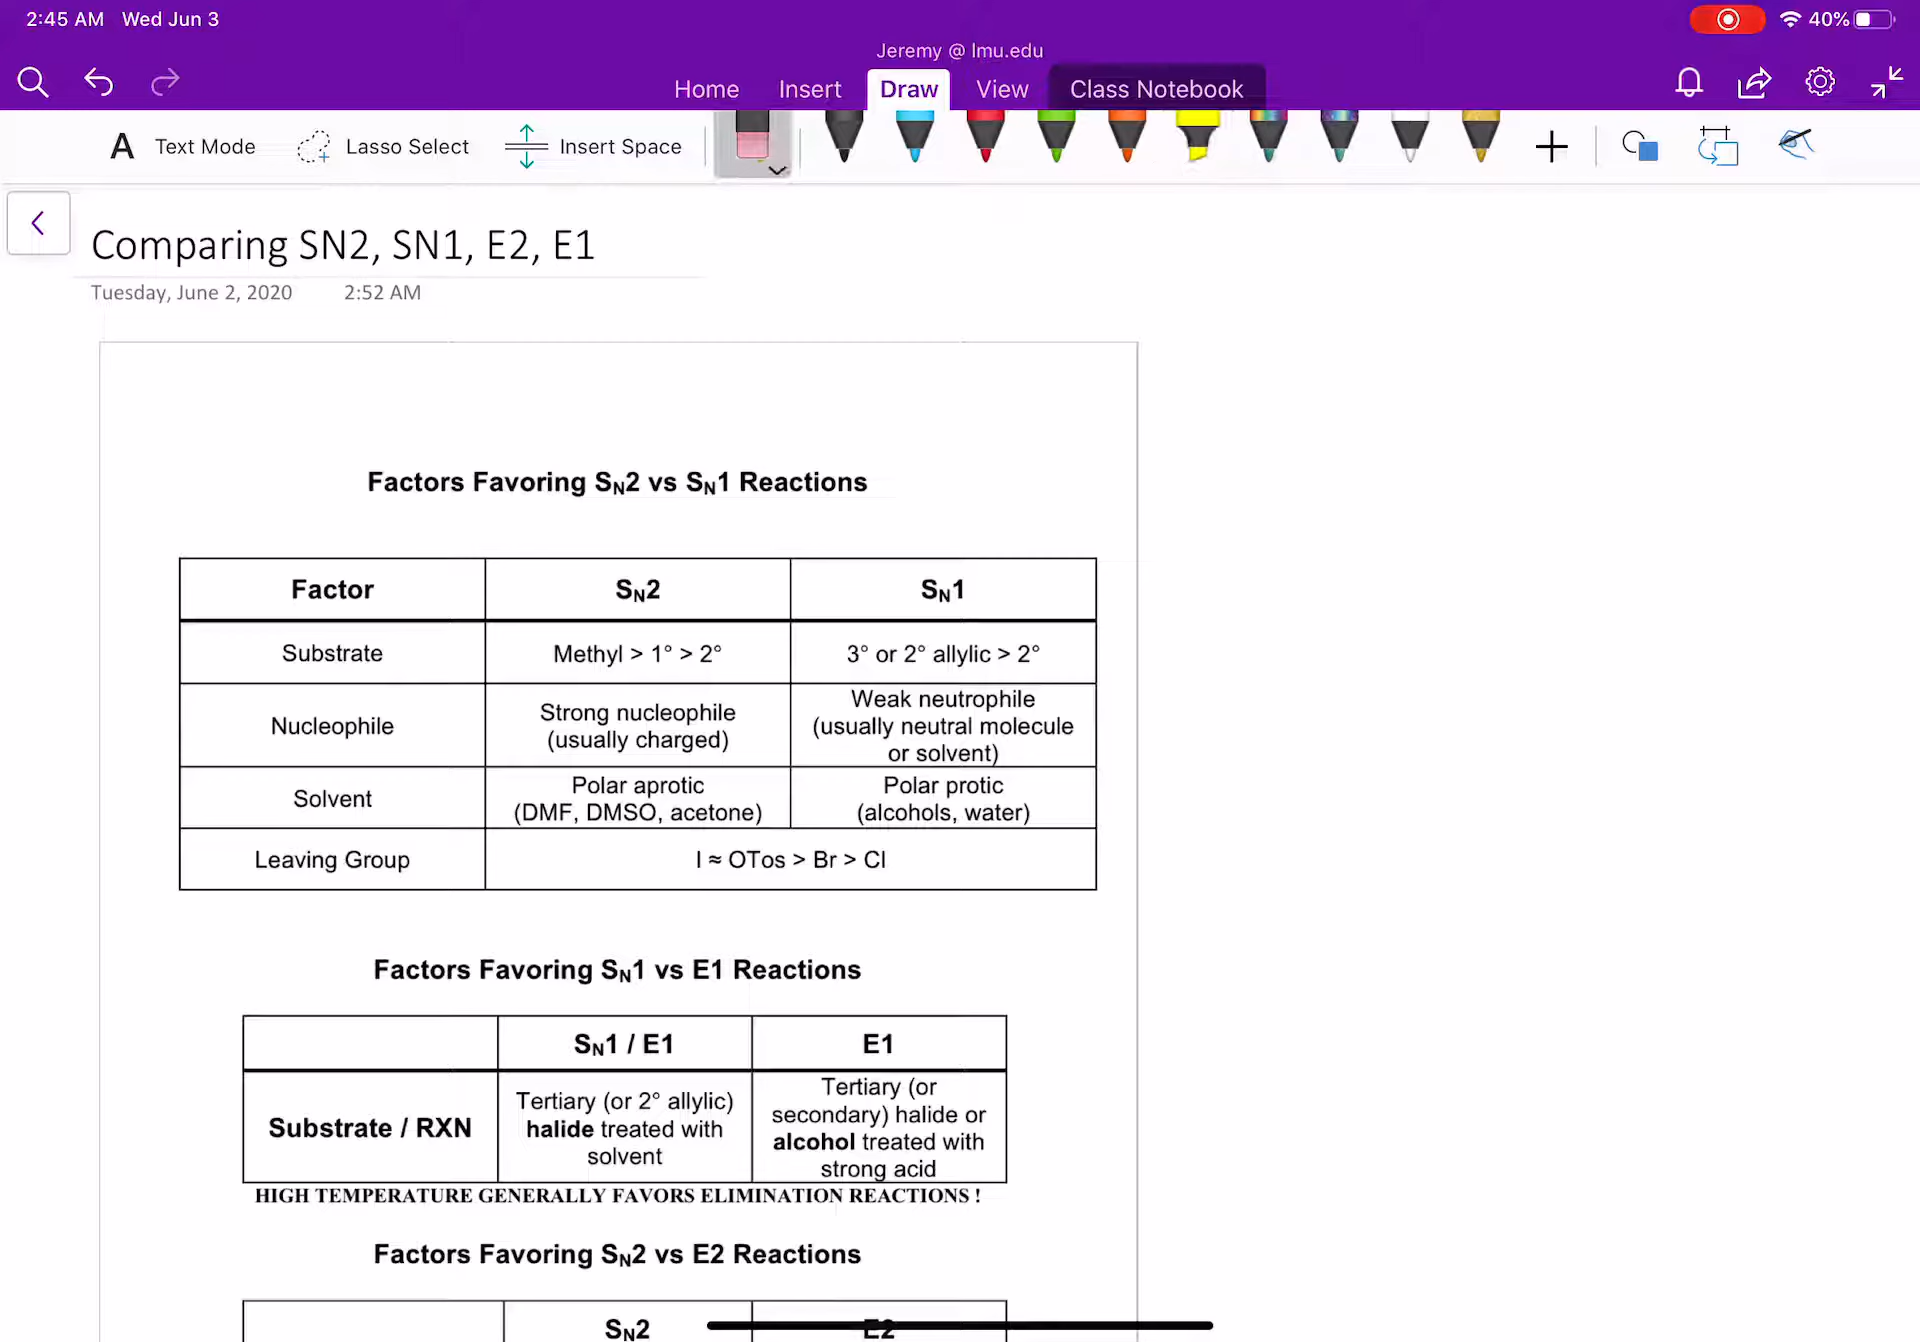 2:45 AM Wed Jun 3
40%
Jeremy @ lmu.edu
Home Insert Draw View Class Notebook
A Text Mode Lasso Select Insert Space
Comparing SN2, SN1, E2, E1
Tuesday, June 2, 2020 2:52 AM
Factors Favoring SN2 vs SN1 Reactions
Factor SN2 SN1
Substrate Methyl > 1° > 2° 3° or 2° allylic > 2°
Nucleophile
Strong nucleophile
(usually charged)
Weak neutrophile
(usually neutral molecule
or solvent)
Solvent
Polar aprotic
(DMF, DMSO, acetone)
Polar protic
(alcohols, water)
Leaving Group I ≈ OTos > Br > Cl
Factors Favoring SN1 vs E1 Reactions
SN1 / E1 E1
Substrate / RXN
Tertiary (or 2° allylic)
halide treated with
solvent
Tertiary (or
secondary) halide or
alcohol treated with
strong acid
HIGH TEMPERATURE GENERALLY FAVORS ELIMINATION REACTIONS !
Factors Favoring SN2 vs E2 Reactions
SN2 E2